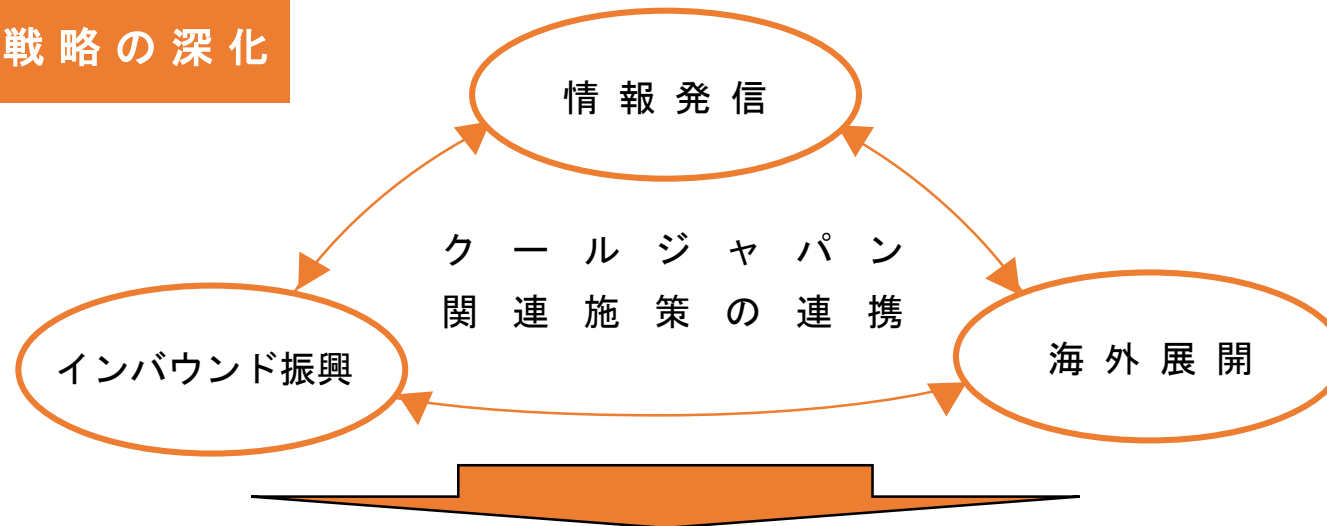 戦略の深化
情報発信
クールジャパン
関連施策の連携
インバウンド振興
海外展開